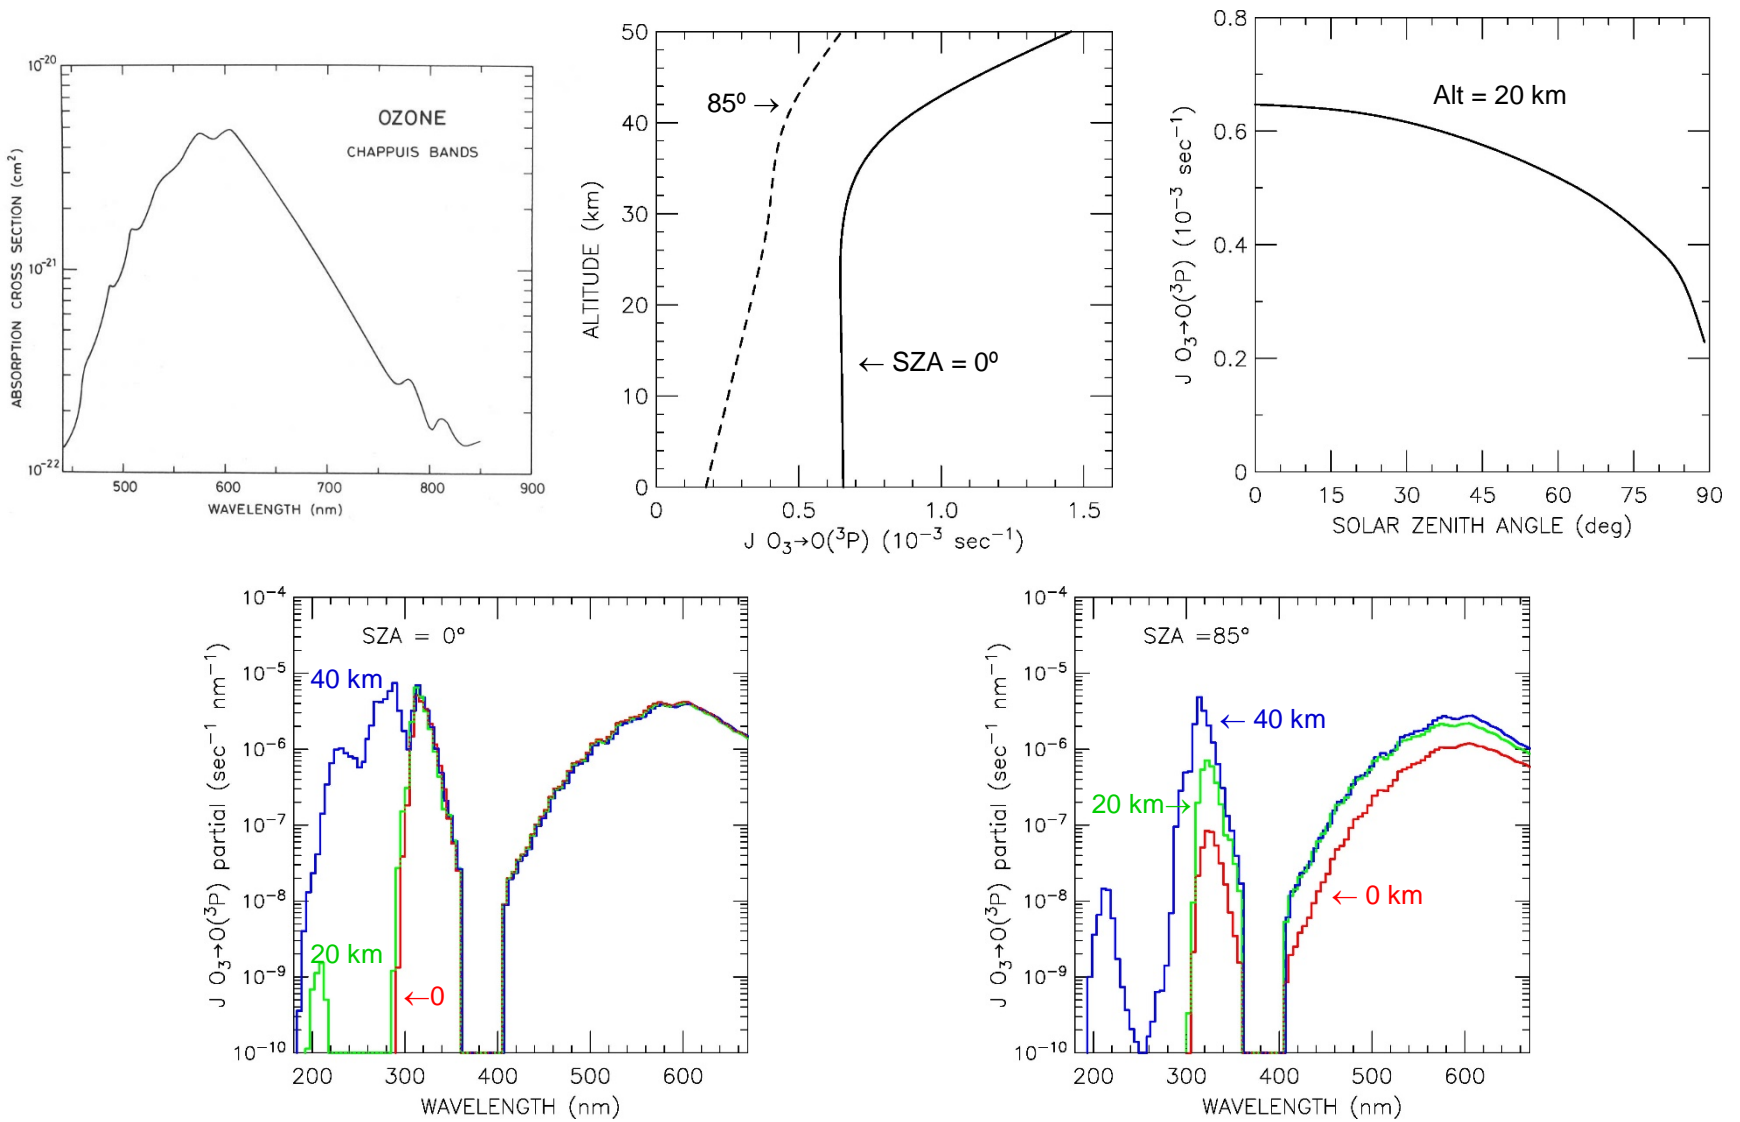 10⁻²⁰
10⁻²¹
10⁻²²
ABSORPTION CROSS SECTION (cm²)
OZONE
CHAPPUIS BANDS
500 600 700 800 900
WAVELENGTH (nm)
50
40
30
20
10
0
ALTITUDE (km)
85º →
← SZA = 0º
0 0.5 1.0 1.5
J O₃→O(³P) (10⁻³ sec⁻¹)
0.8
0.6
0.4
0.2
0
J O₃→O(³P) (10⁻³ sec⁻¹)
Alt = 20 km
0 15 30 45 60 75 90
SOLAR ZENITH ANGLE (deg)
10⁻⁴
10⁻⁵
10⁻⁶
10⁻⁷
10⁻⁸
10⁻⁹
10⁻¹⁰
J O₃→O(³P) partial (sec⁻¹ nm⁻¹)
SZA = 0º
40 km
20 km
←0
200 300 400 500 600
WAVELENGTH (nm)
10⁻⁴
10⁻⁵
10⁻⁶
10⁻⁷
10⁻⁸
10⁻⁹
10⁻¹⁰
J O₃→O(³P) partial (sec⁻¹ nm⁻¹)
SZA =85º
← 40 km
20 km→
← 0 km
200 300 400 500 600
WAVELENGTH (nm)